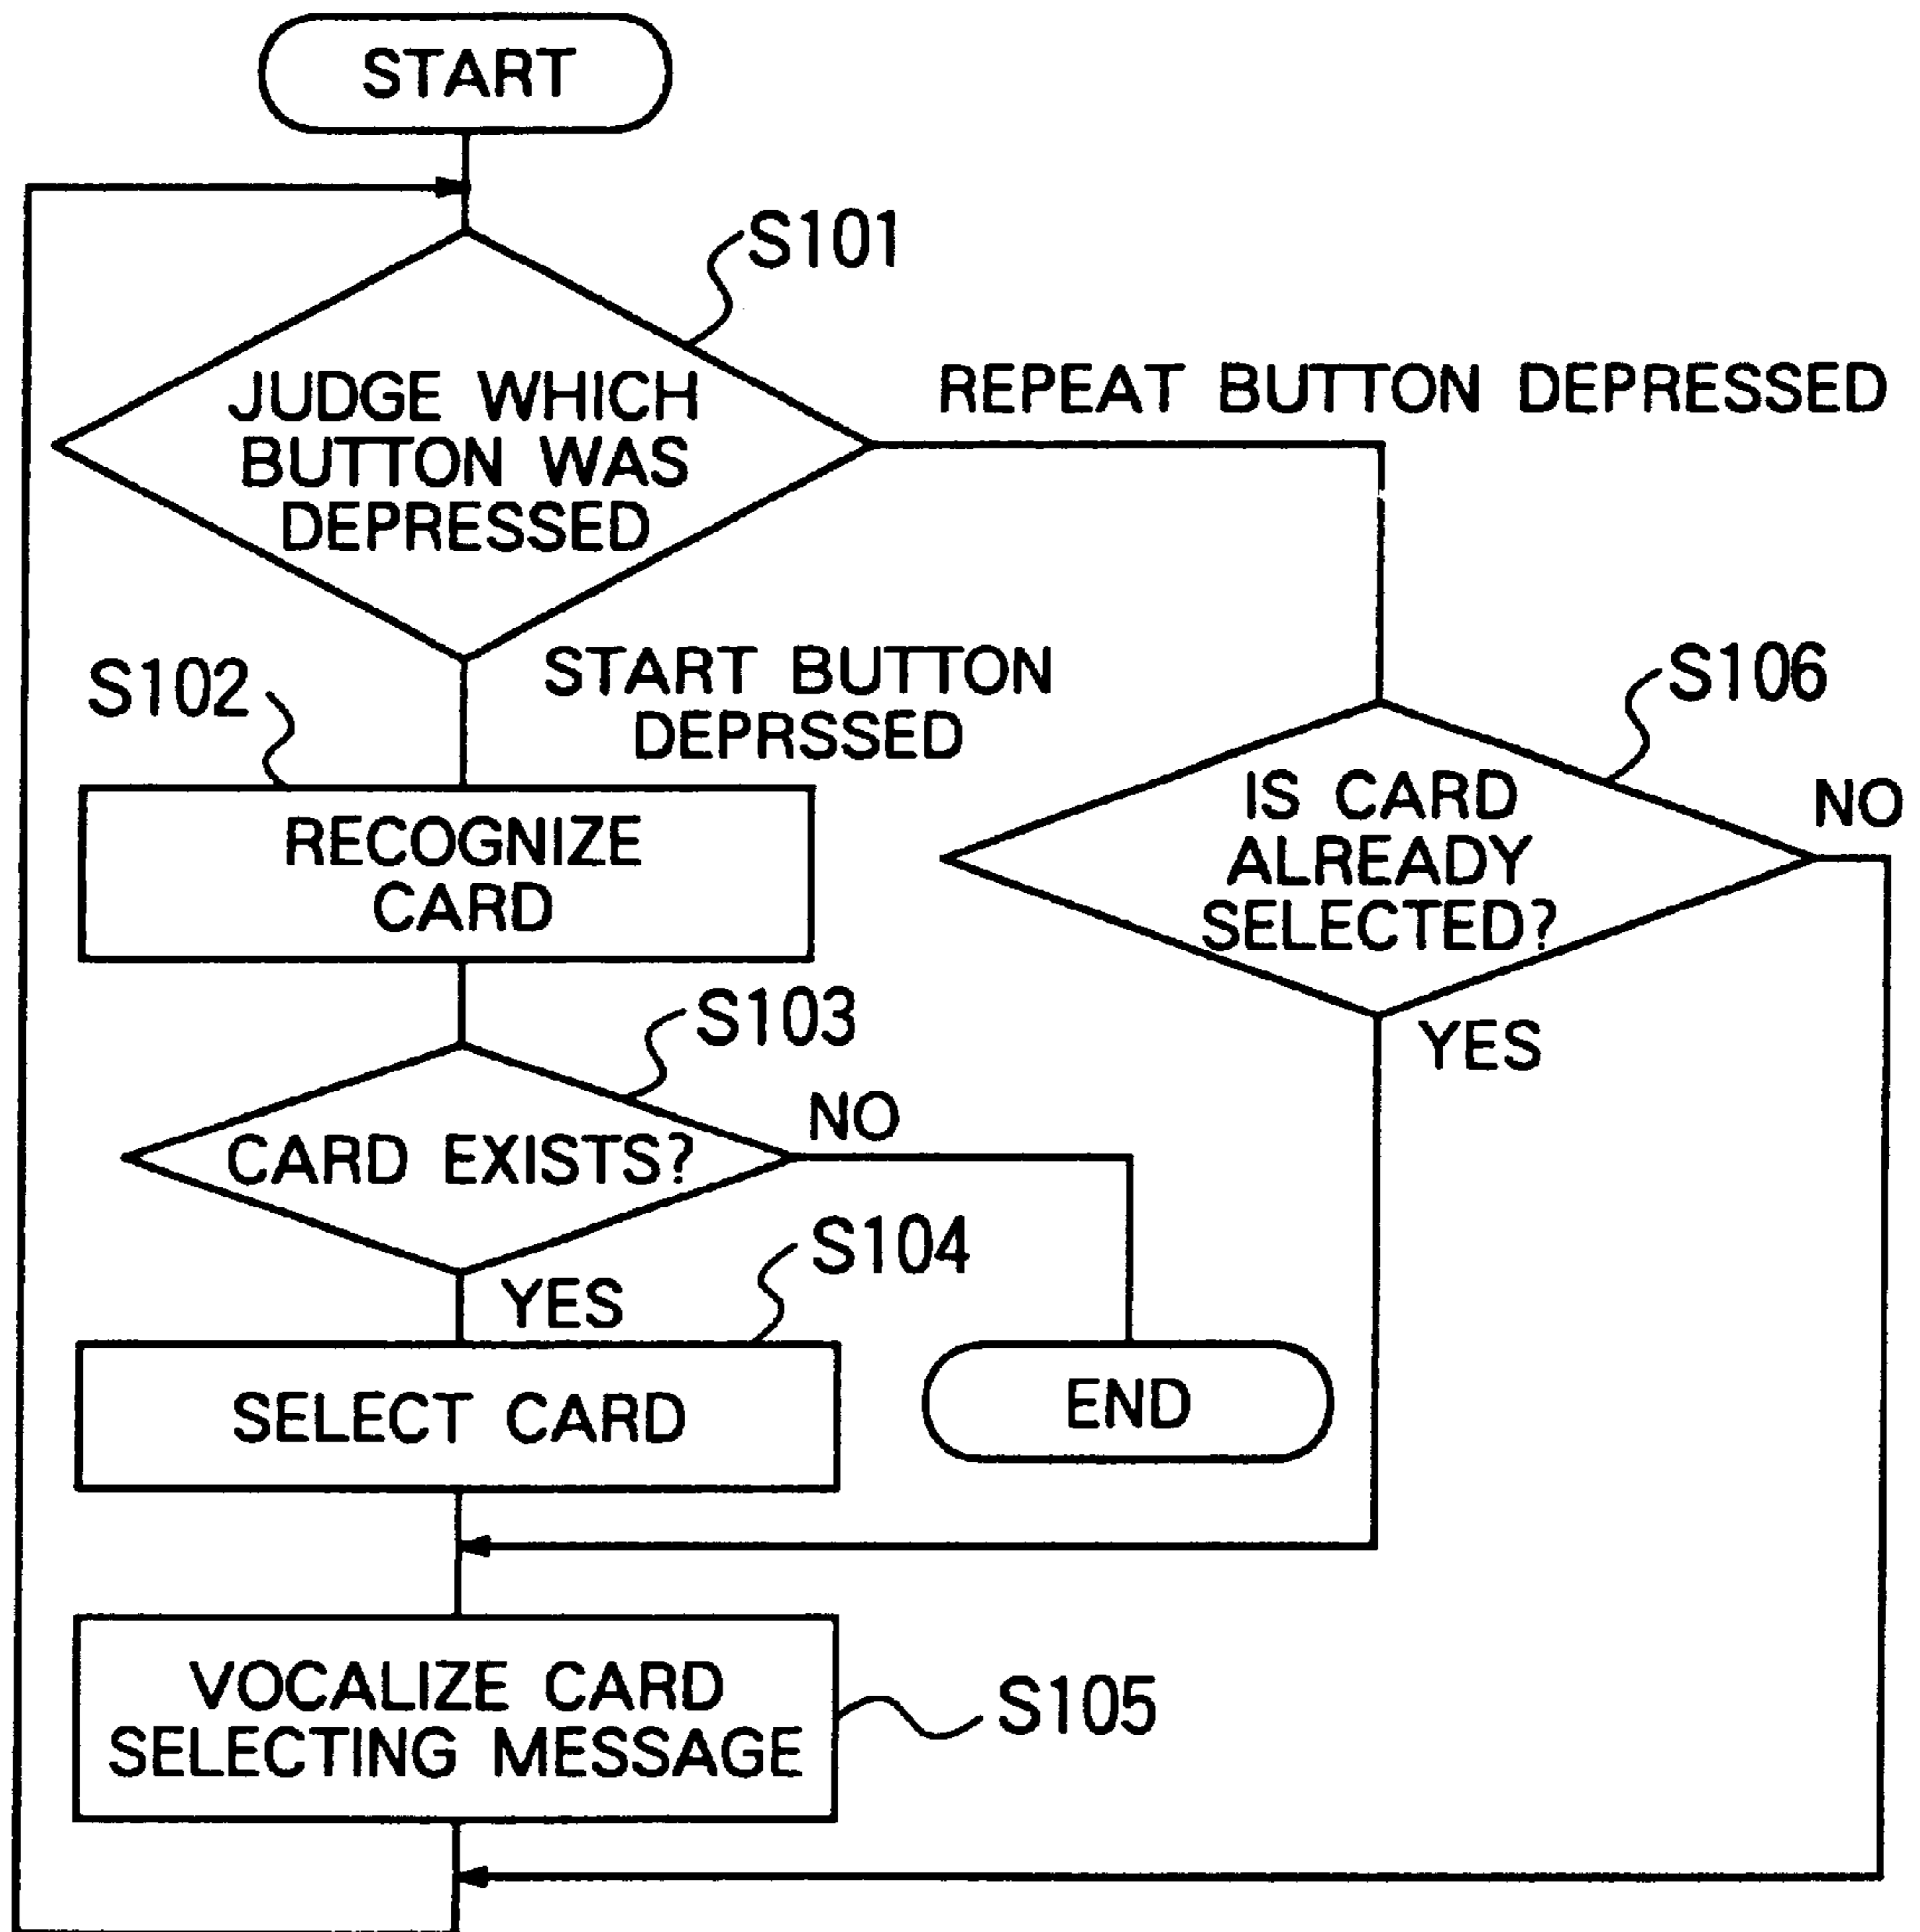 START
S101
JUDGE WHICH
BUTTON WAS
DEPRESSED
REPEAT BUTTON DEPRESSED
START BUTTON
DEPRSSED
S102
RECOGNIZE
CARD
S106
IS CARD
ALREADY
SELECTED?
NO
YES
S103
CARD EXISTS?
NO
YES
S104
SELECT CARD
END
VOCALIZE CARD
SELECTING MESSAGE
S105